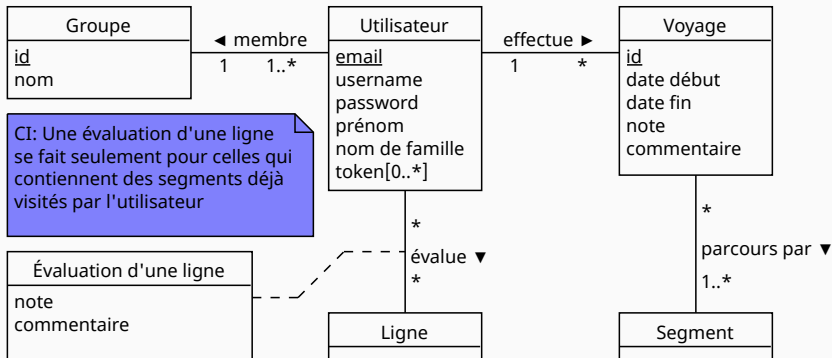 Groupe
id
nom
◄ membre
1
1..*
Utilisateur
email
username
password
prénom
nom de famille
token[0..*]
effectue ►
1
*
Voyage
id
date début
date fin
note
commentaire
CI: Une évaluation d'une ligne
se fait seulement pour celles qui
contiennent des segments déjà
visités par l'utilisateur
*
évalue ▼
*
*
parcours par ▼
1..*
Évaluation d'une ligne
note
commentaire
Ligne
Segment